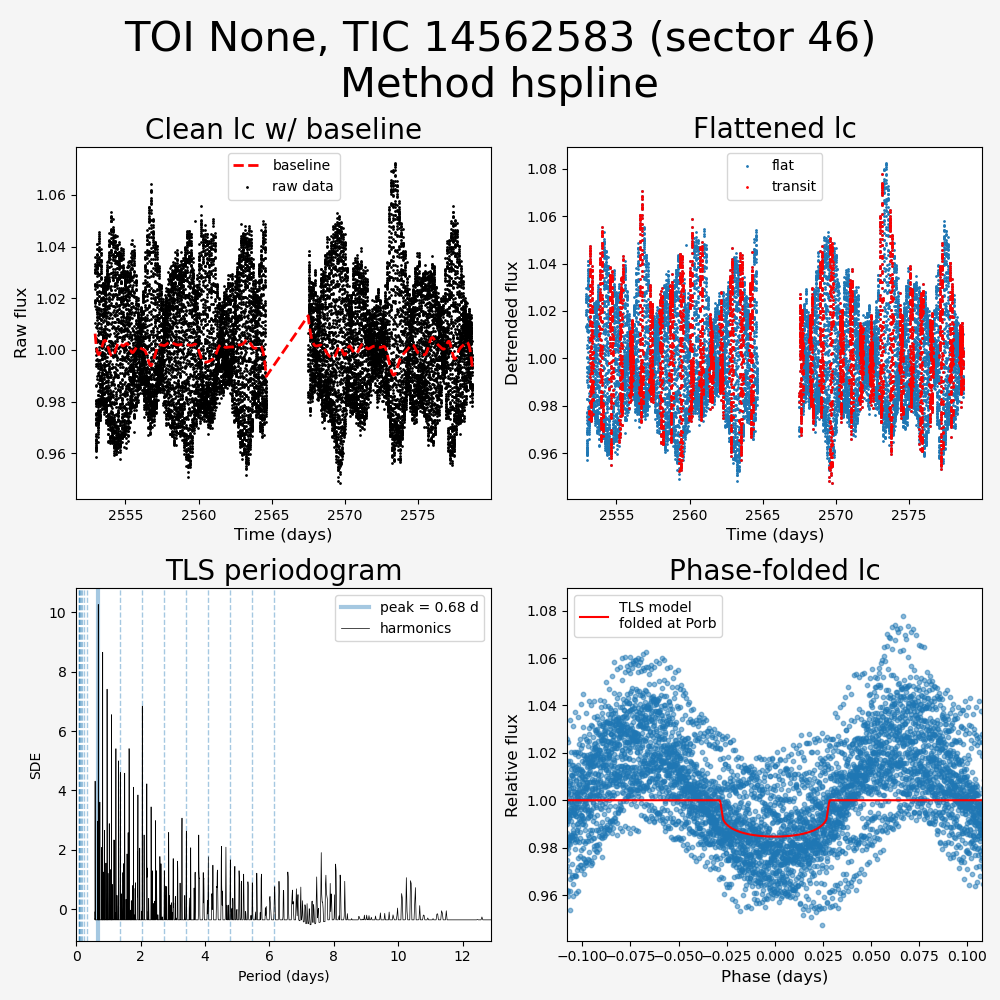 TOI None, TIC 14562583 (sector 46)
Method hspline
Clean lc w/ baseline
baseline
raw data
Raw flux
1.06
1.04
1.02
1.00
0.98
0.96
2555
2560
2565
2570
2575
Time (days)
Flattened lc
flat
transit
Detrended flux
1.08
1.06
1.04
1.02
1.00
0.98
0.96
2555
2560
2565
2570
2575
Time (days)
TLS periodogram
peak = 0.68 d
harmonics
SDE
10
8
6
4
2
0
0
2
4
6
8
10
12
Period (days)
Phase-folded lc
TLS model
folded at Porb
Relative flux
1.08
1.06
1.04
1.02
1.00
0.98
0.96
−0.100
−0.075
−0.050
−0.025
0.000
0.025
0.050
0.075
0.100
Phase (days)